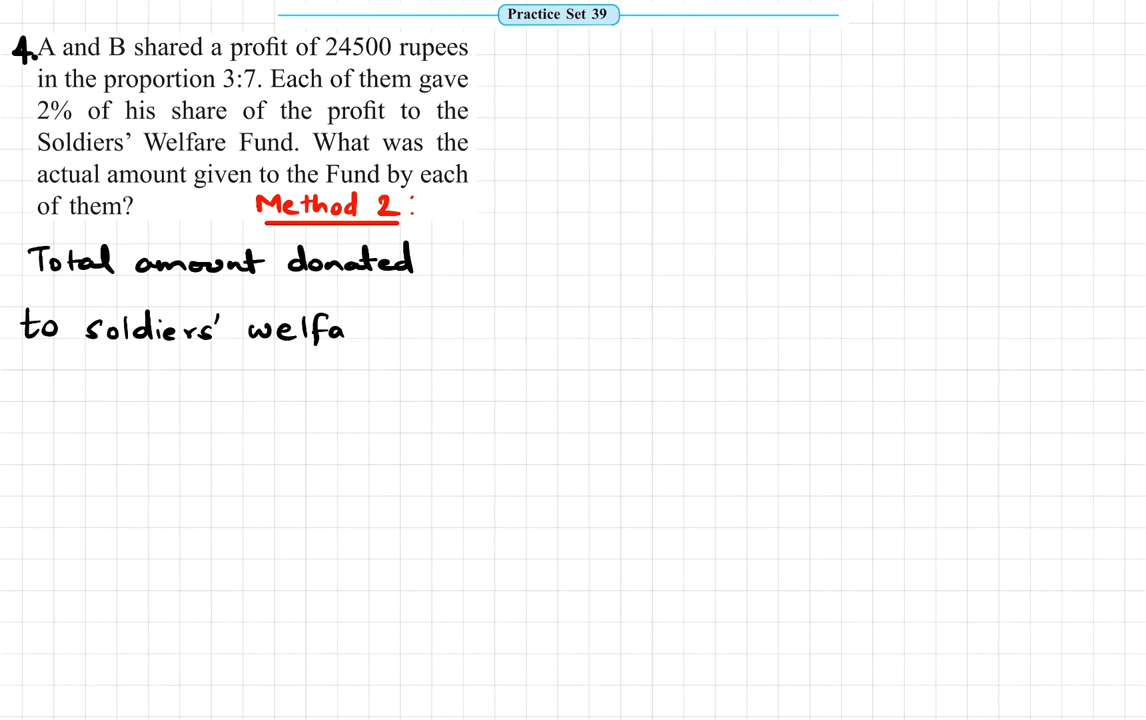 Practice Set 39
4. A and B shared a profit of 24500 rupees
in the proportion 3:7. Each of them gave
2% of his share of the profit to the
Soldiers’ Welfare Fund. What was the
actual amount given to the Fund by each
of them?
Method 2 :
Total amount donated
to soldiers' welfa